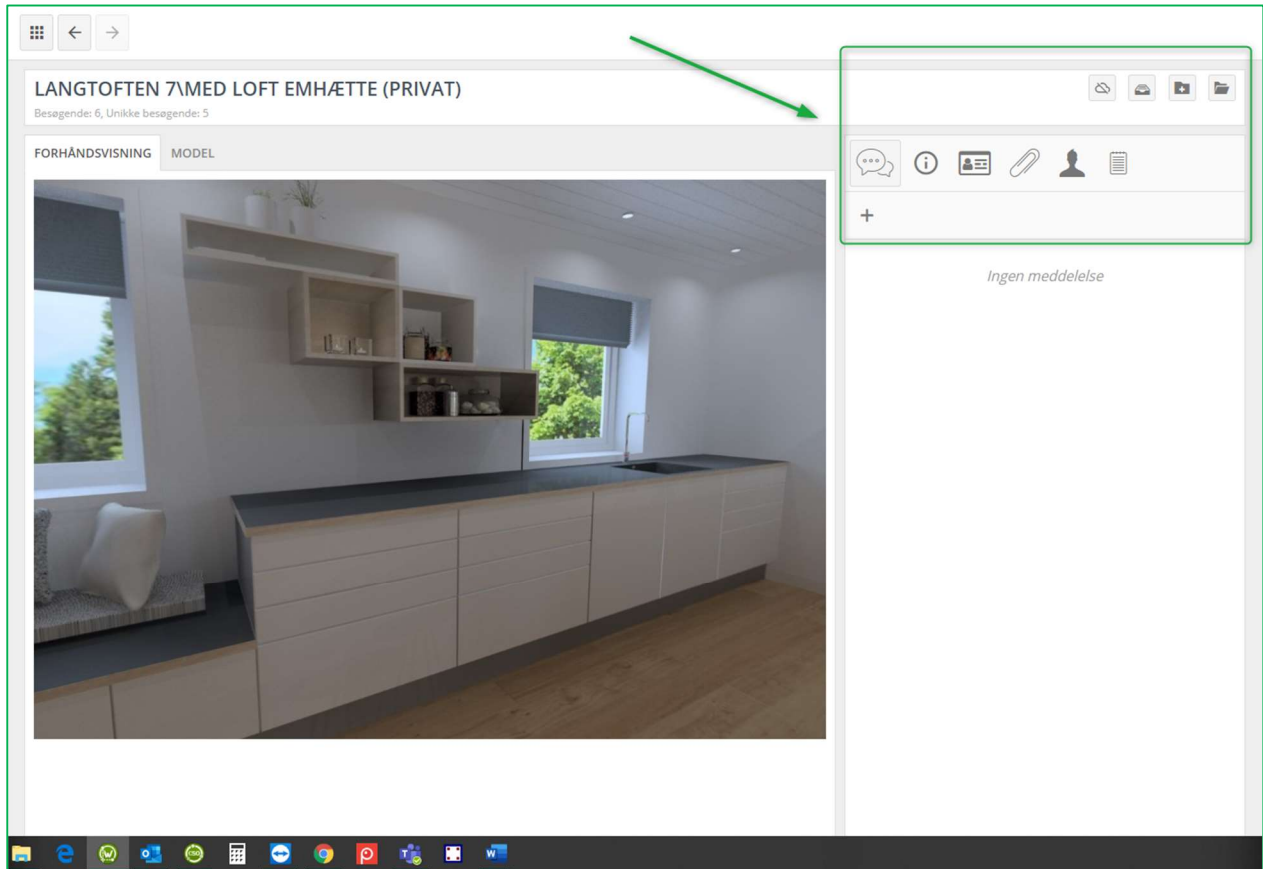 LANGTOFTEN 7\MED LOFT EMHÆTTE (PRIVAT)
Besøgende: 6, Unikke besøgende: 5
FORHÅNDSVISNING MODEL
Ingen meddelelse